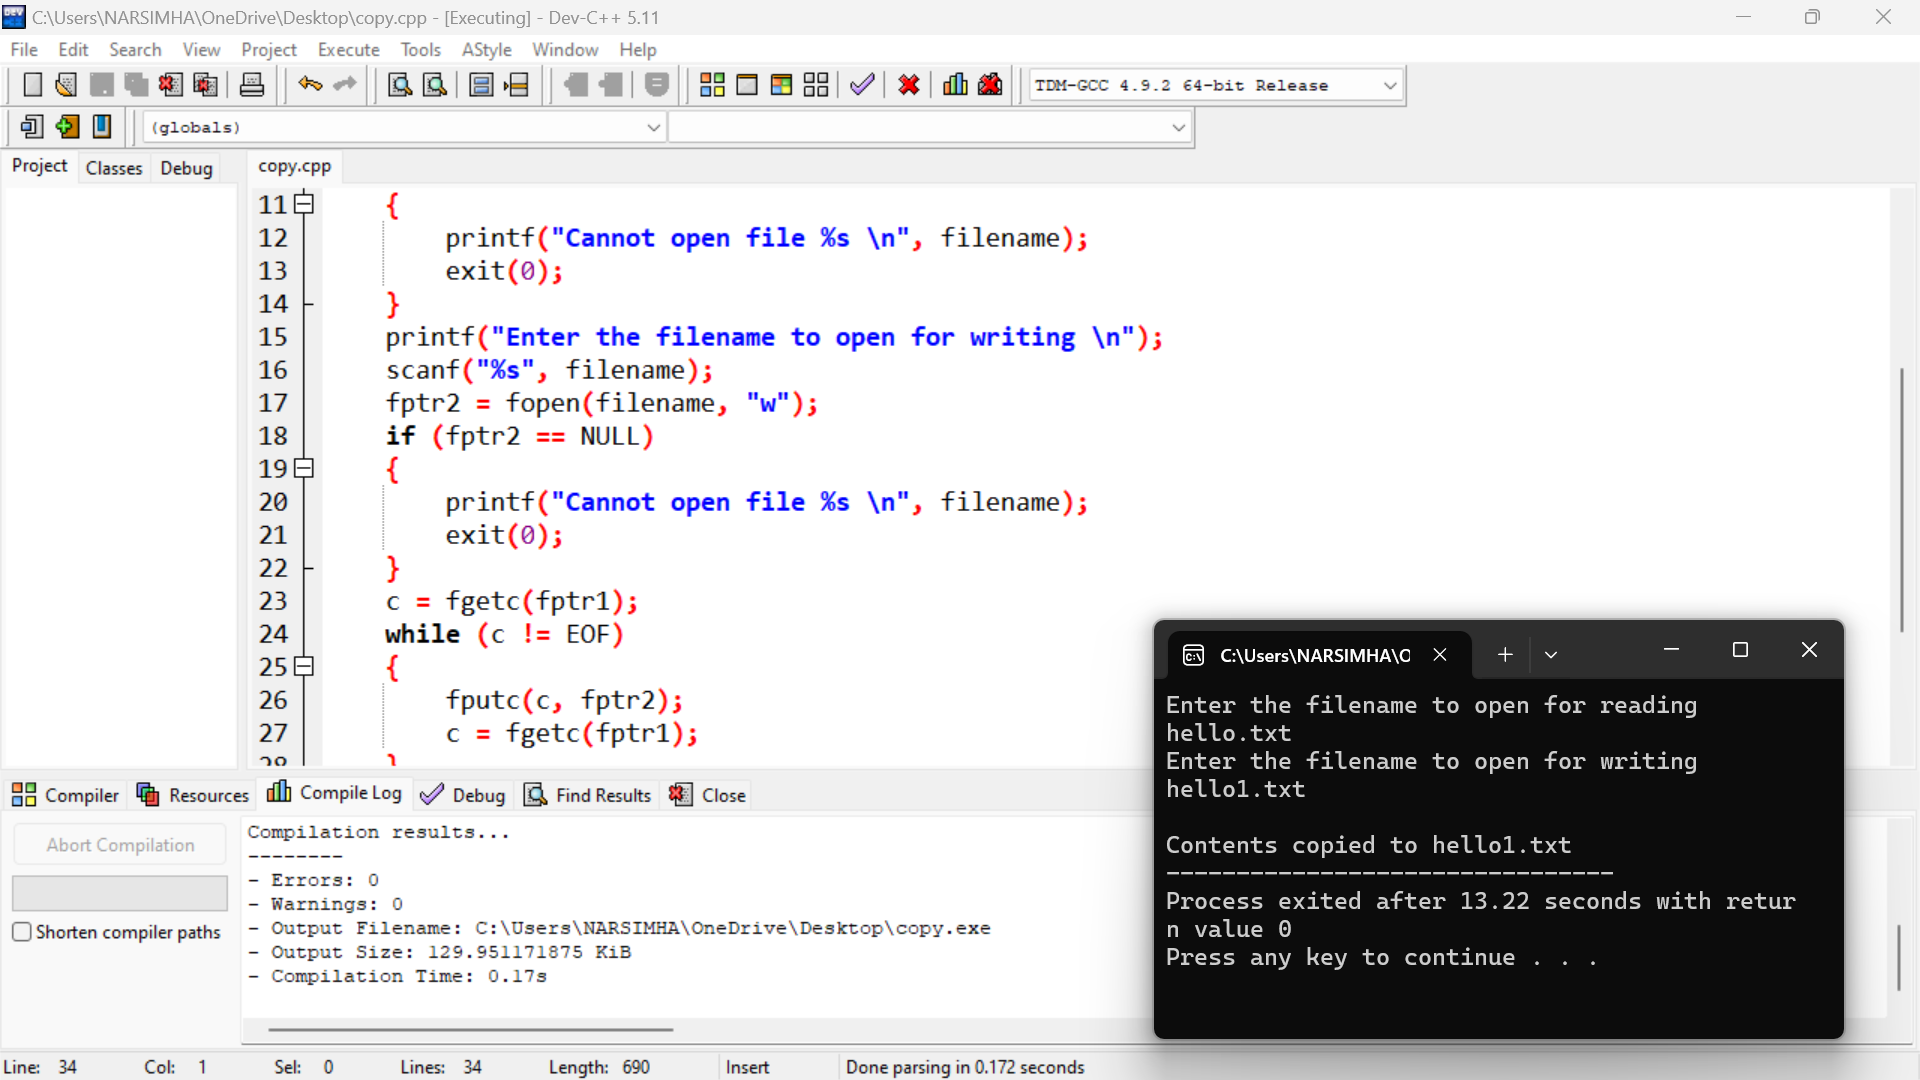 C:\Users\NARSIMHA\OneDrive\Desktop\copy.cpp - [Executing] - Dev-C++ 5.11
File Edit Search View Project Execute Tools AStyle Window Help
TDM-GCC 4.9.2 64-bit Release
(globals)
Project Classes Debug
copy.cpp
11 {
12 printf("Cannot open file %s \n", filename);
13 exit(0);
14 }
15 printf("Enter the filename to open for writing \n");
16 scanf("%s", filename);
17 fptr2 = fopen(filename, "w");
18 if (fptr2 == NULL)
19 {
20 printf("Cannot open file %s \n", filename);
21 exit(0);
22 }
23 c = fgetc(fptr1);
24 while (c != EOF)
25 {
26 fputc(c, fptr2);
27 c = fgetc(fptr1);
28 }
Compiler Resources Compile Log Debug Find Results Close
Abort Compilation
Shorten compiler paths
Compilation results...
--------
- Errors: 0
- Warnings: 0
- Output Filename: C:\Users\NARSIMHA\OneDrive\Desktop\copy.exe
- Output Size: 129.951171875 KiB
- Compilation Time: 0.17s
C:\Users\NARSIMHA\O
Enter the filename to open for reading
hello.txt
Enter the filename to open for writing
hello1.txt
Contents copied to hello1.txt
--------------------------------
Process exited after 13.22 seconds with retur
n value 0
Press any key to continue . . .
Line: 34 Col: 1 Sel: 0 Lines: 34 Length: 690 Insert Done parsing in 0.172 seconds